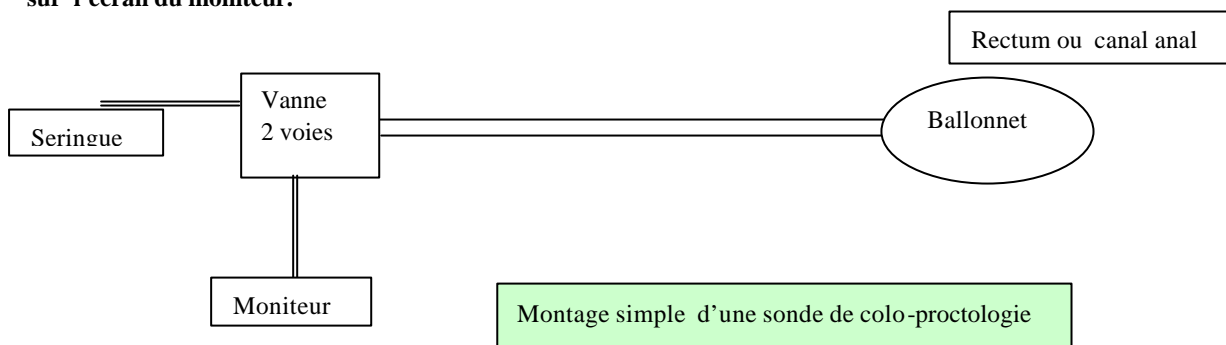 sur l'écran du moniteur.
Rectum ou canal anal
Vanne
2 voies
Seringue
Ballonnet
Moniteur
Montage simple d'une sonde de colo-proctologie